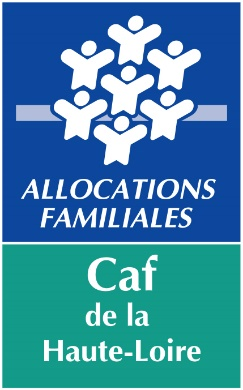 ALLOCATIONS
FAMILIALES
Caf
de la
Haute-Loire